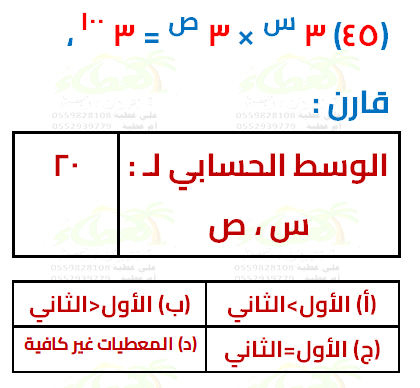 (٤٥) ٣ س × ٣ ص = ٣ ١٠٠ ،
قارن :
الوسط الحسابي لـ : س ، ص
٢٠
(أ) الأول>الثاني
(ب) الأول<الثاني
(ج) الأول=الثاني
(د) المعطيات غير كافية